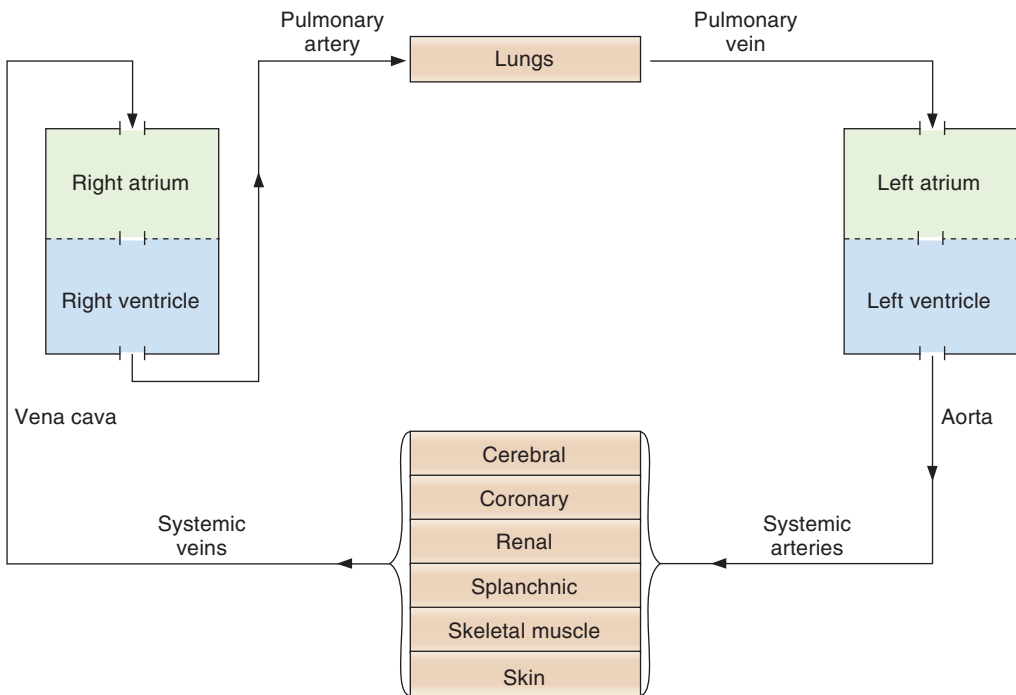 Pulmonary
artery
Lungs
Pulmonary
vein
Right atrium
Left atrium
Right ventricle
Left ventricle
Vena cava
Aorta
Cerebral
Coronary
Systemic
veins
Renal
Systemic
arteries
Splanchnic
Skeletal muscle
Skin